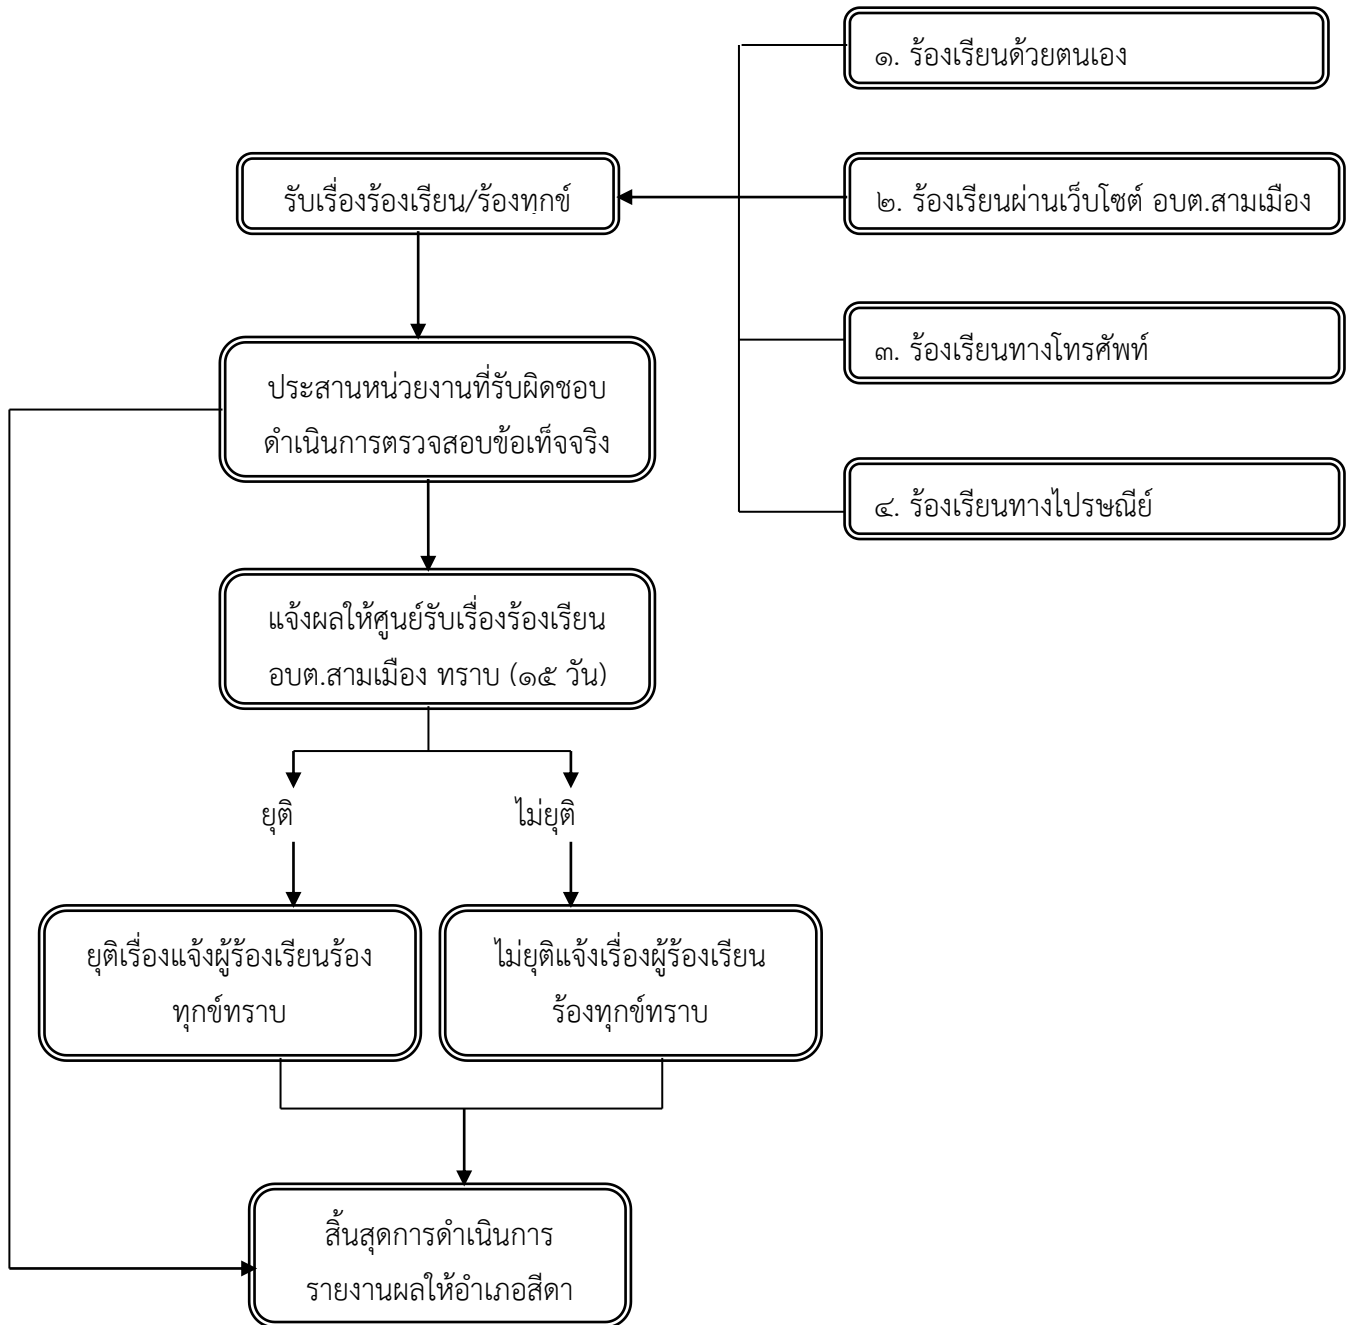 ๑. ร้องเรียนด้วยตนเอง
รับเรื่องร้องเรียน/ร้องทุกข์
๒. ร้องเรียนผ่านเว็บไซต์ อบต.สามเมือง
๓. ร้องเรียนทางโทรศัพท์
ประสานหน่วยงานที่รับผิดชอบ
ดำเนินการตรวจสอบข้อเท็จจริง
๔. ร้องเรียนทางไปรษณีย์
แจ้งผลให้ศูนย์รับเรื่องร้องเรียน
อบต.สามเมือง ทราบ (๑๕ วัน)
ยุติ
ไม่ยุติ
ยุติเรื่องแจ้งผู้ร้องเรียนร้อง
ทุกข์ทราบ
ไม่ยุติแจ้งเรื่องผู้ร้องเรียน
ร้องทุกข์ทราบ
สิ้นสุดการดำเนินการ
รายงานผลให้อำเภอสีดา